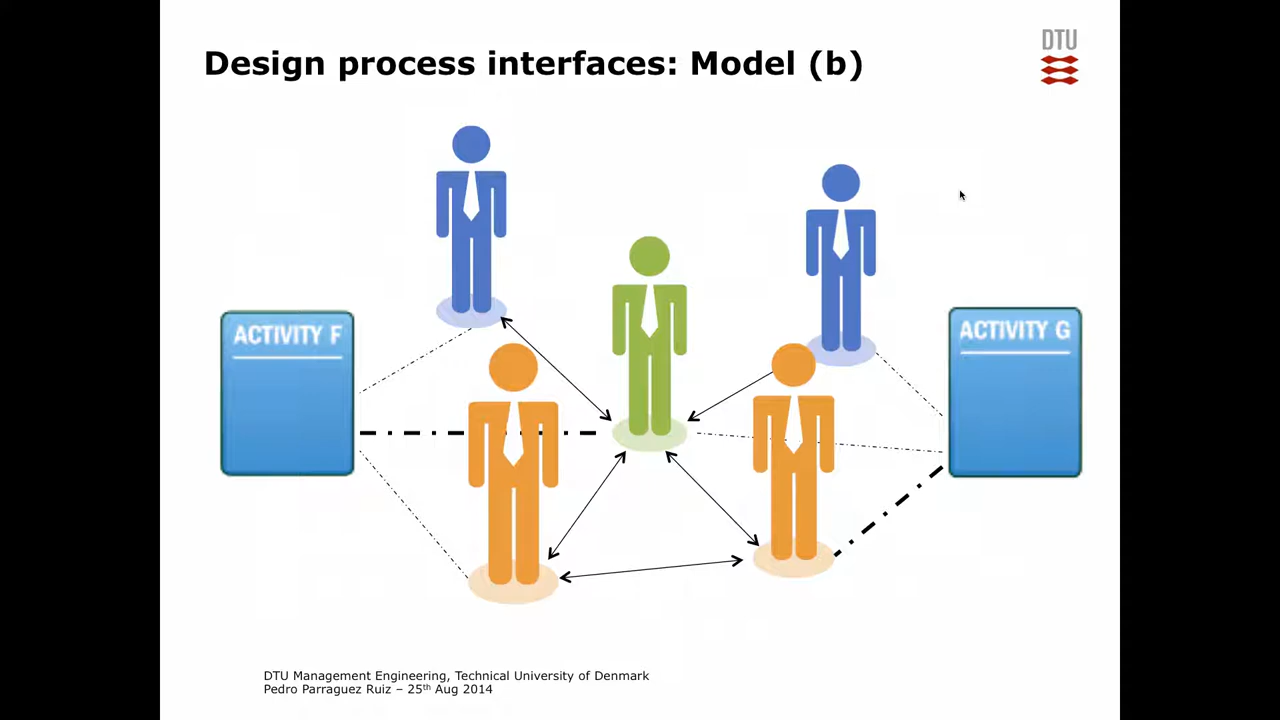 Design process interfaces: Model (b)
DTU
ACTIVITY F
ACTIVITY G
DTU Management Engineering, Technical University of Denmark
Pedro Parraguez Ruiz – 25th Aug 2014